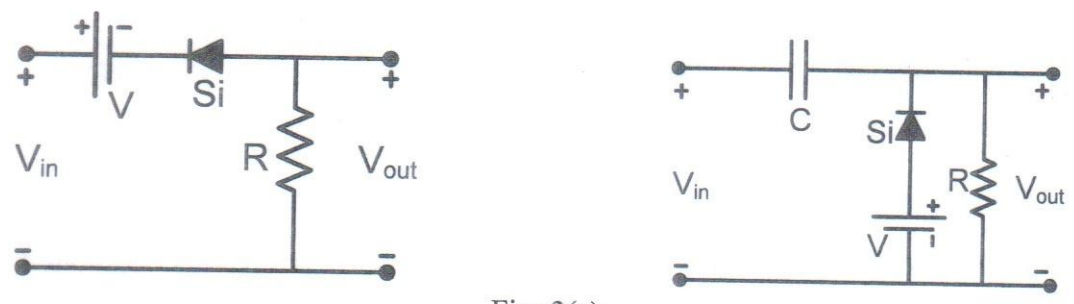 + - 
+ V Si +
V_in R V_out
- -
+ C Si +
V_in R V_out
V + -
- -